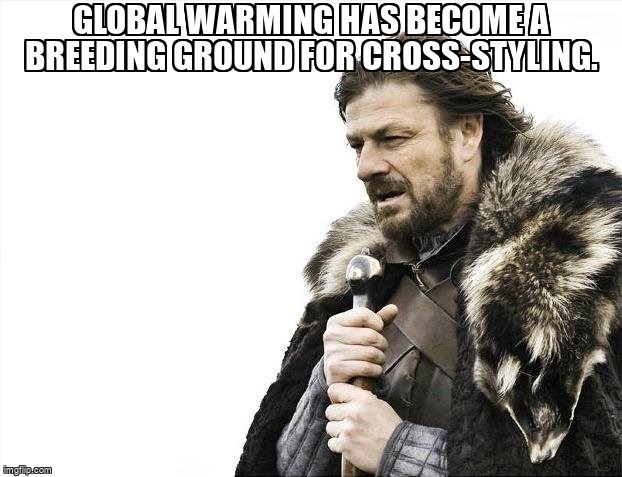 GLOBAL WARMING HAS BECOME A
BREEDING GROUND FOR CROSS-STYLING.
imgflip.com